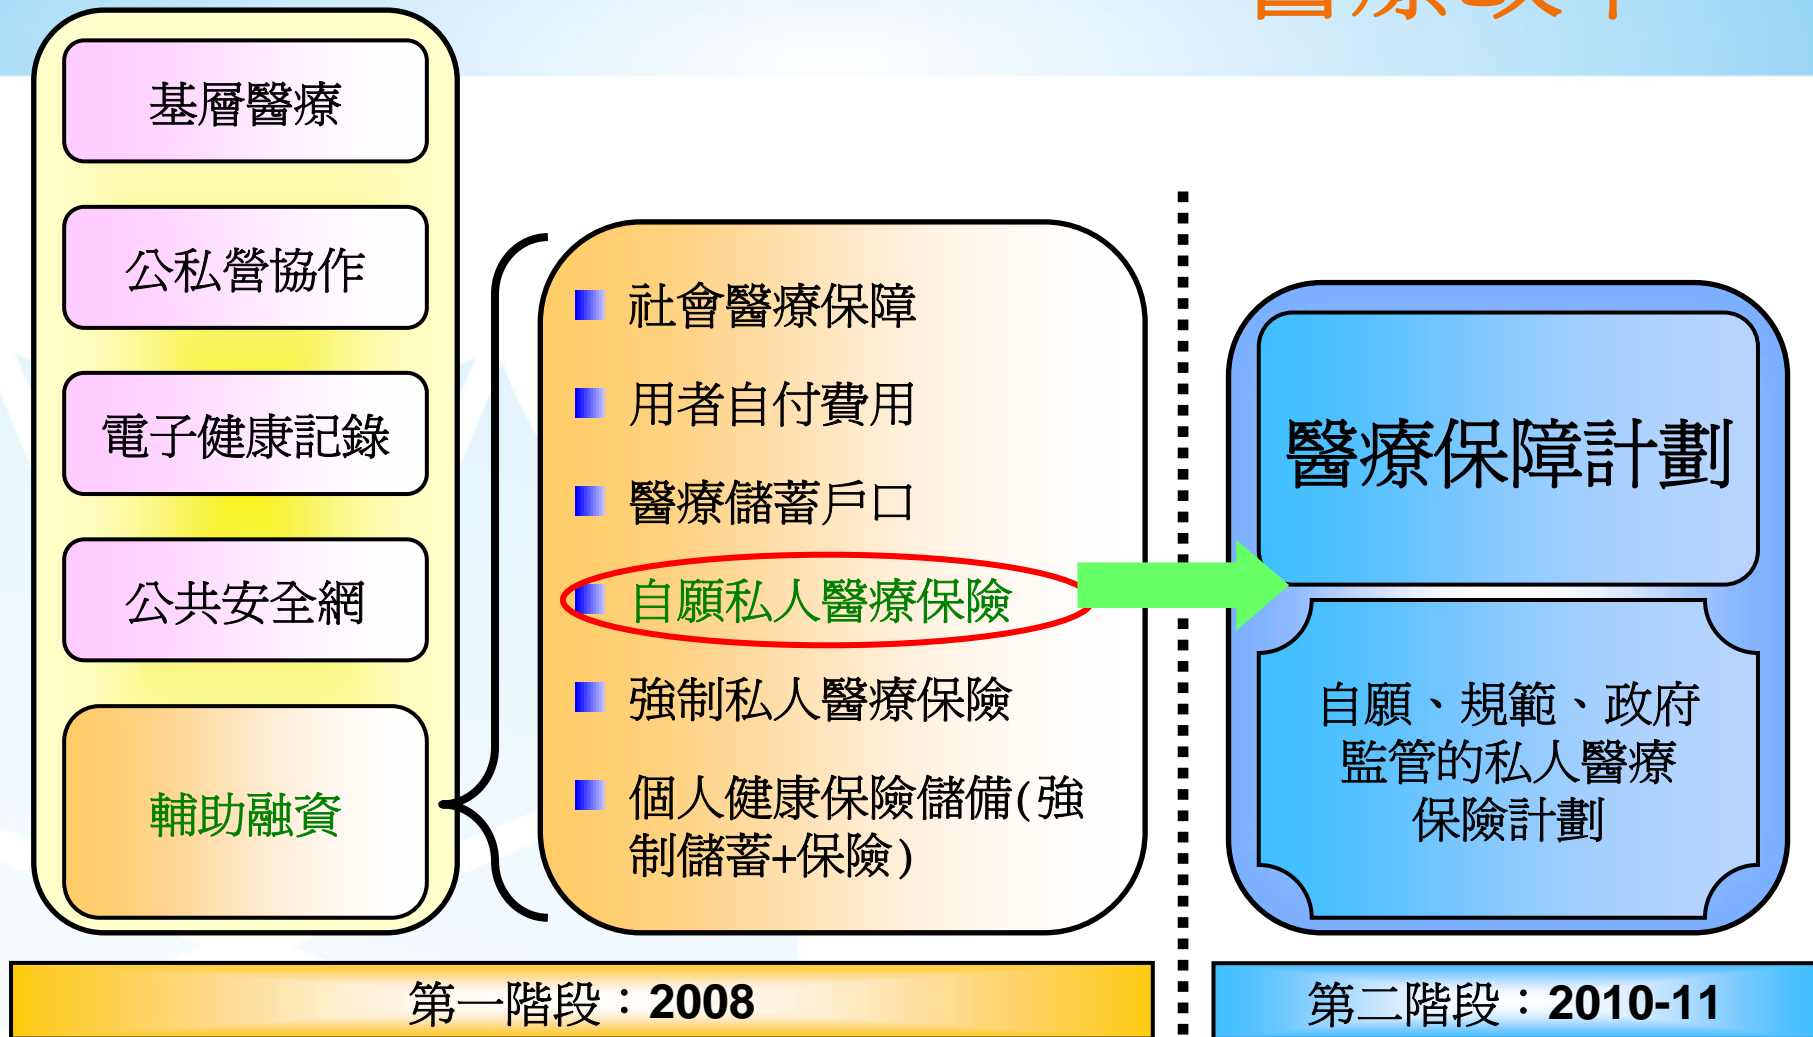 醫療改革
基層醫療
公私營協作
電子健康記錄
公共安全網
輔助融資
社會醫療保障
用者自付費用
醫療儲蓄戶口
自願私人醫療保險
強制私人醫療保險
個人健康保險儲備(強
制儲蓄+保險)
醫療保障計劃
自願、規範、政府
監管的私人醫療
保險計劃
第一階段：2008
第二階段：2010-11